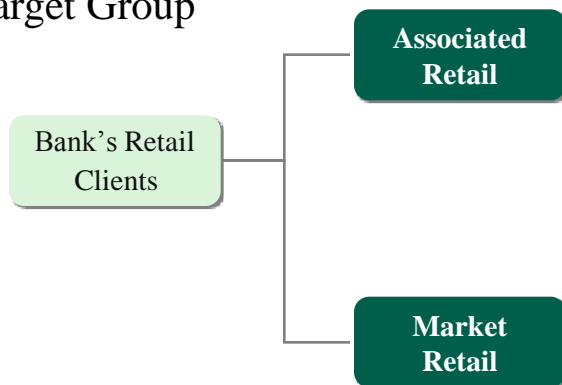 arget Group
Associated
Retail
Bank’s Retail
Clients
Market
Retail